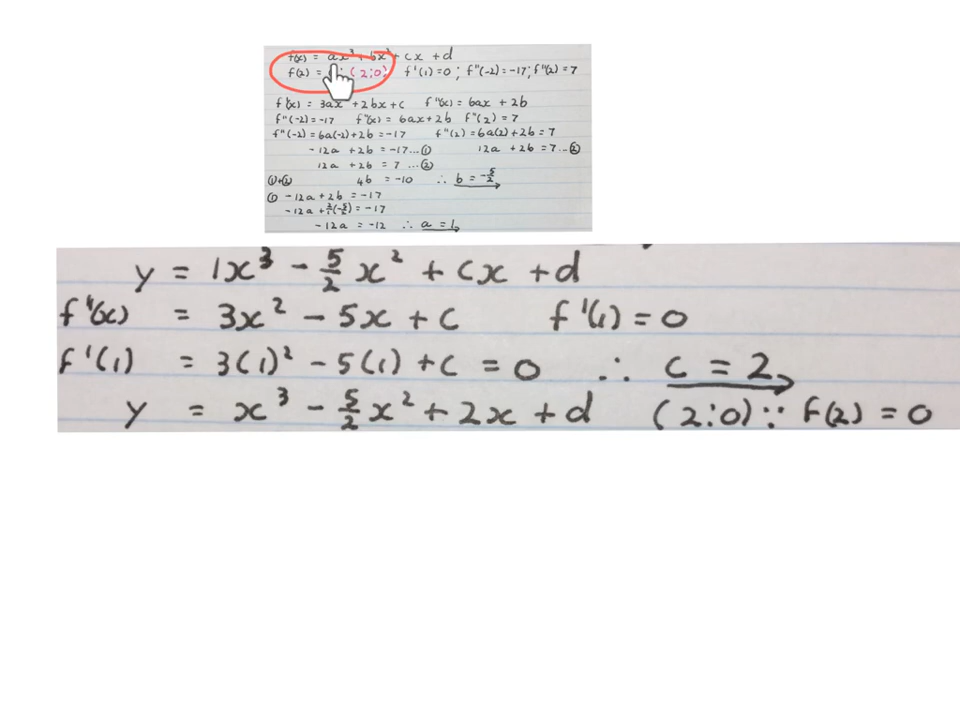 f(x) = ax³ + bx² + cx + d
f(2) = (2;0) f'(1) = 0 ; f''(-2) = -17 ; f''(2) = 7
f'(x) = 3ax² + 2bx + c f''(x) = 6ax + 2b
f''(-2) = -17 f''(x) = 6ax + 2b f''(2) = 7
f''(-2) = 6a(-2) + 2b = -17 f''(2) = 6a(2) + 2b = 7
-12a + 2b = -17 ...① 12a + 2b = 7 ...②
12a + 2b = 7 ...②
①+② 4b = -10 ∴ b = -5/2
① -12a + 2b = -17
-12a + 2/1(-5/2) = -17
-12a = -12 ∴ a = 1
y = 1x³ - 5/2 x² + cx + d
f'(x) = 3x² - 5x + c f'(1) = 0
f'(1) = 3(1)² - 5(1) + c = 0 ∴ c = 2
y = x³ - 5/2 x² + 2x + d (2;0) ∵ f(2) = 0